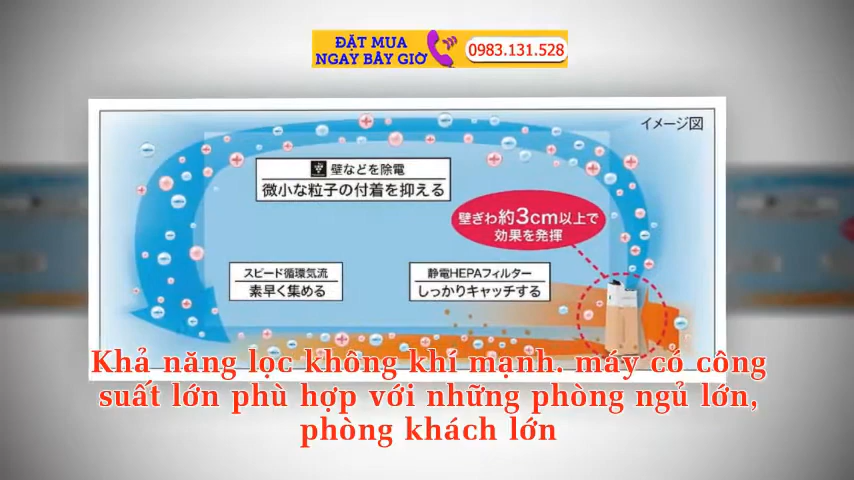 ĐẶT MUA
NGAY BÂY GIỜ
0983.131.528
イメージ図
壁などを除電
微小な粒子の付着を抑える
壁ぎわ約3cm以上で
効果を発揮
スピード循環気流
素早く集める
静電HEPAフィルター
しっかりキャッチする
Khả năng lọc không khí mạnh. máy có công
suất lớn phù hợp với những phòng ngủ lớn,
phòng khách lớn